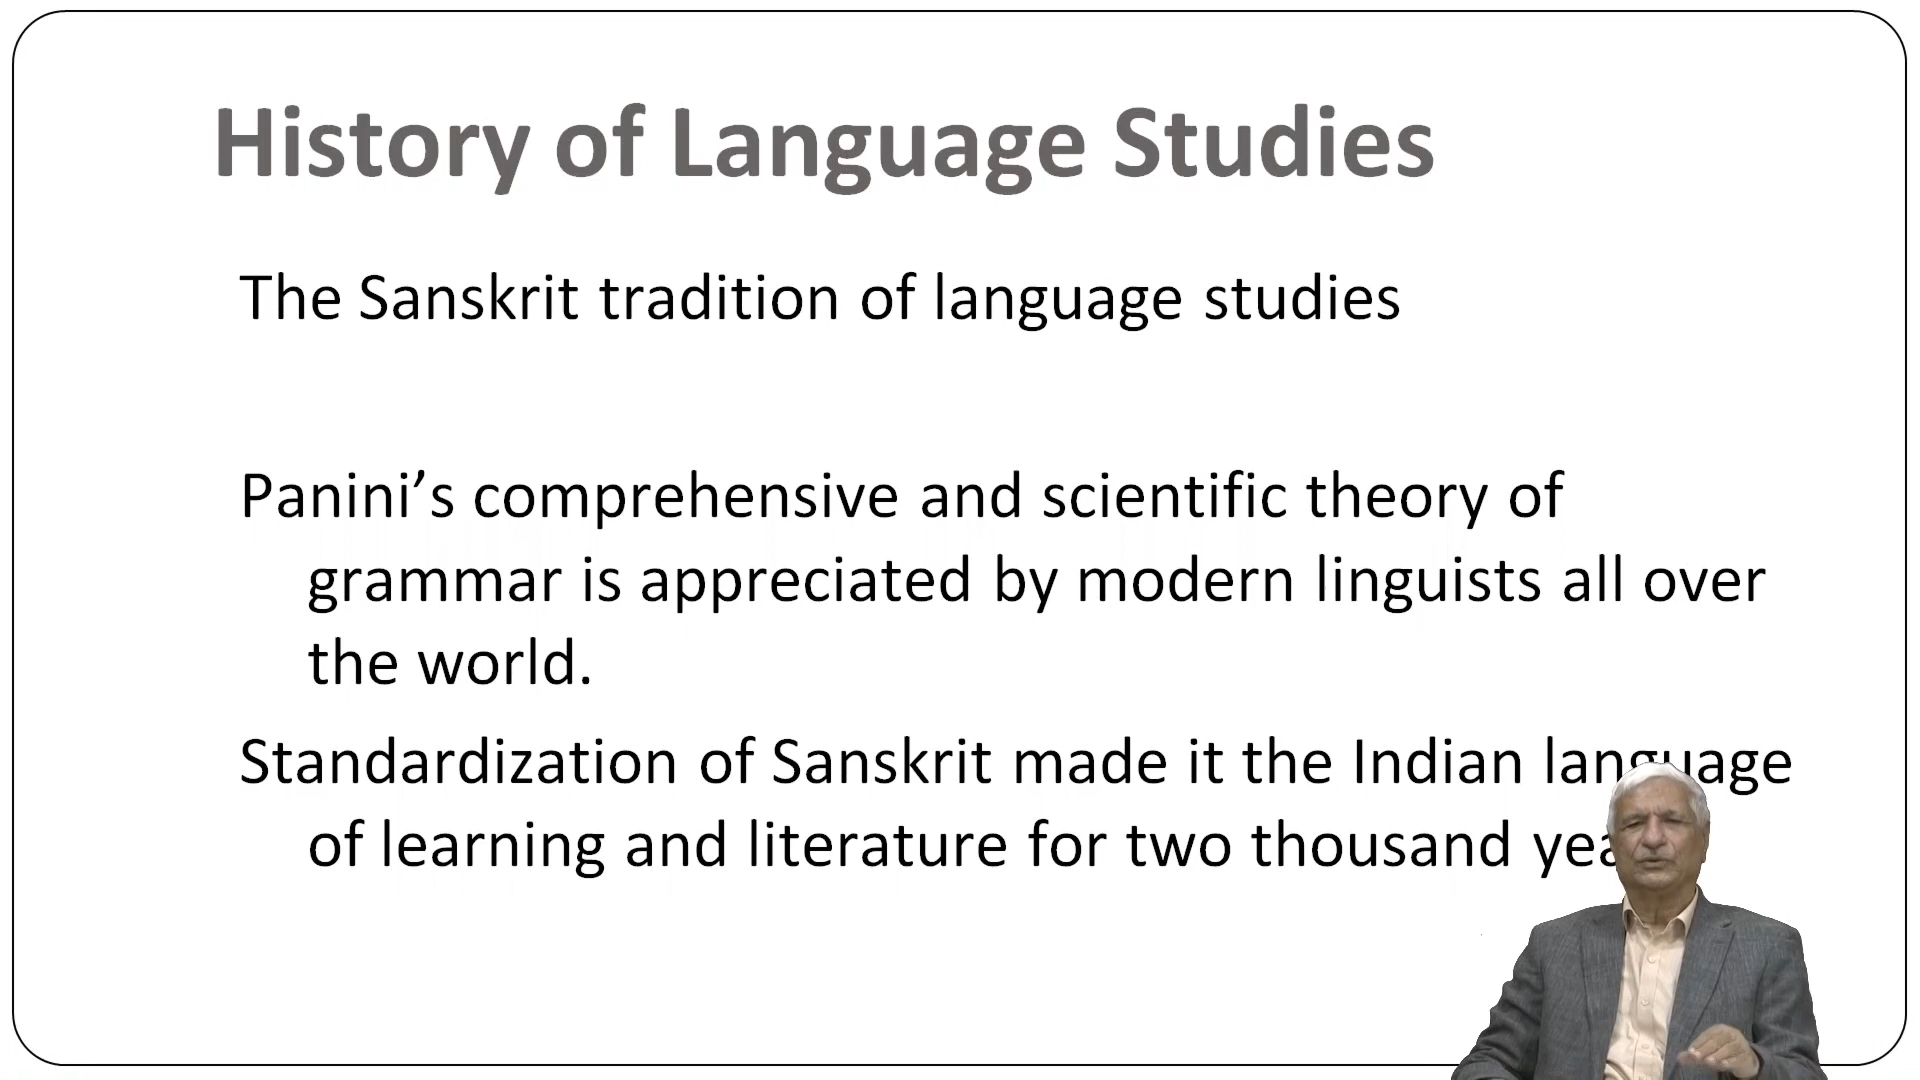 History of Language Studies
The Sanskrit tradition of language studies
Panini’s comprehensive and scientific theory of
grammar is appreciated by modern linguists all over
the world.
Standardization of Sanskrit made it the Indian language
of learning and literature for two thousand